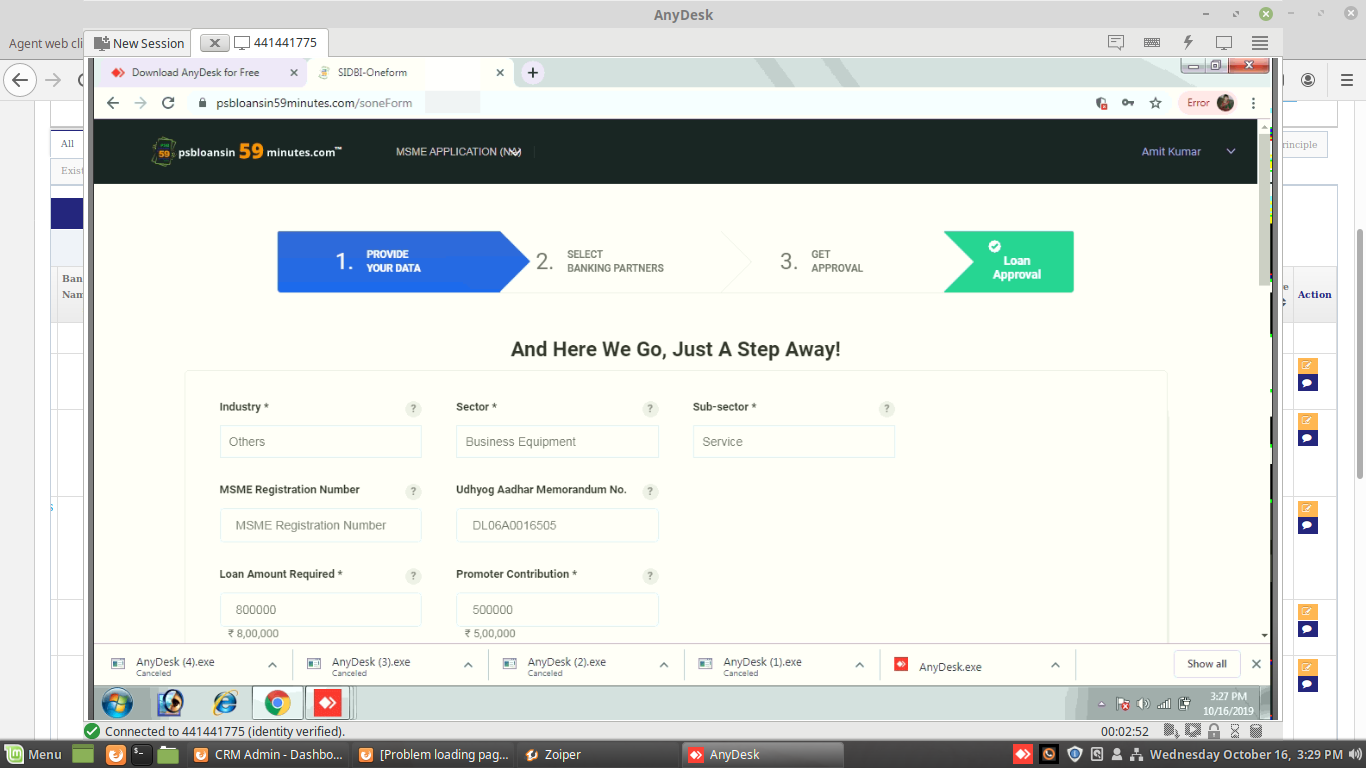 AnyDesk
Agent web cli
New Session
441441775
Download AnyDesk for Free
SIDBI-Oneform
psbloansin59minutes.com/soneForm
Error
All
Exist
rinciple
psbloansin 59 minutes.com™
MSME APPLICATION (N
Amit Kumar
1. PROVIDE
YOUR DATA
2. SELECT
BANKING PARTNERS
3. GET
APPROVAL
Loan
Approval
Ban
Nam
e
Action
And Here We Go, Just A Step Away!
Industry *
?
Sector *
?
Sub-sector *
?
Others
Business Equipment
Service
MSME Registration Number
?
Udhyog Aadhar Memorandum No.
?
MSME Registration Number
DL06A0016505
Loan Amount Required *
?
Promoter Contribution *
?
800000
500000
₹ 8,00,000
₹ 5,00,000
AnyDesk (4).exe
Canceled
AnyDesk (3).exe
Canceled
AnyDesk (2).exe
Canceled
AnyDesk (1).exe
Canceled
AnyDesk.exe
Show all
3:27 PM
10/16/2019
Connected to 441441775 (identity verified).
00:02:52
Menu
CRM Admin - Dashbo...
[Problem loading pag...
Zoiper
AnyDesk
Wednesday October 16, 3:29 PM